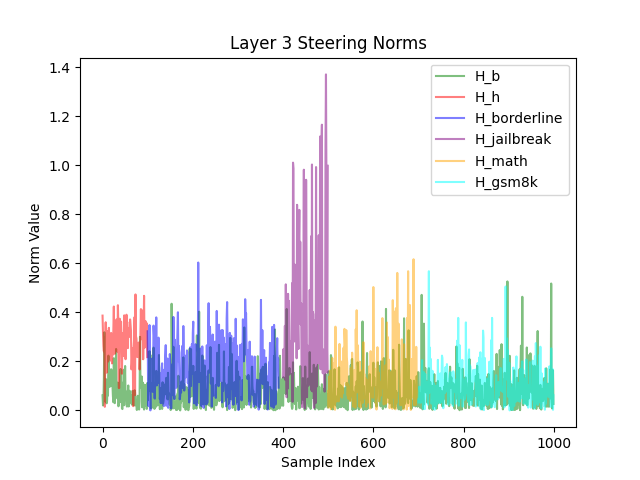 Layer 3 Steering Norms
Norm Value
1.4
1.2
1.0
0.8
0.6
0.4
0.2
0.0
H_b
H_h
H_borderline
H_jailbreak
H_math
H_gsm8k
0 200 400 600 800 1000
Sample Index